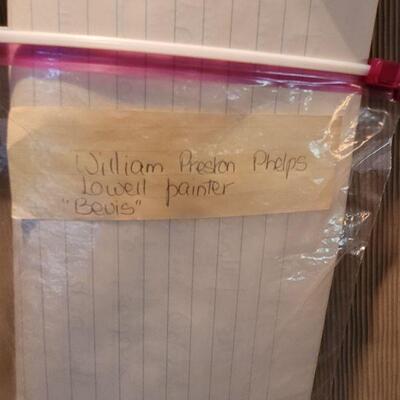 William Preston Phelps
Lowell painter
"Bevis"